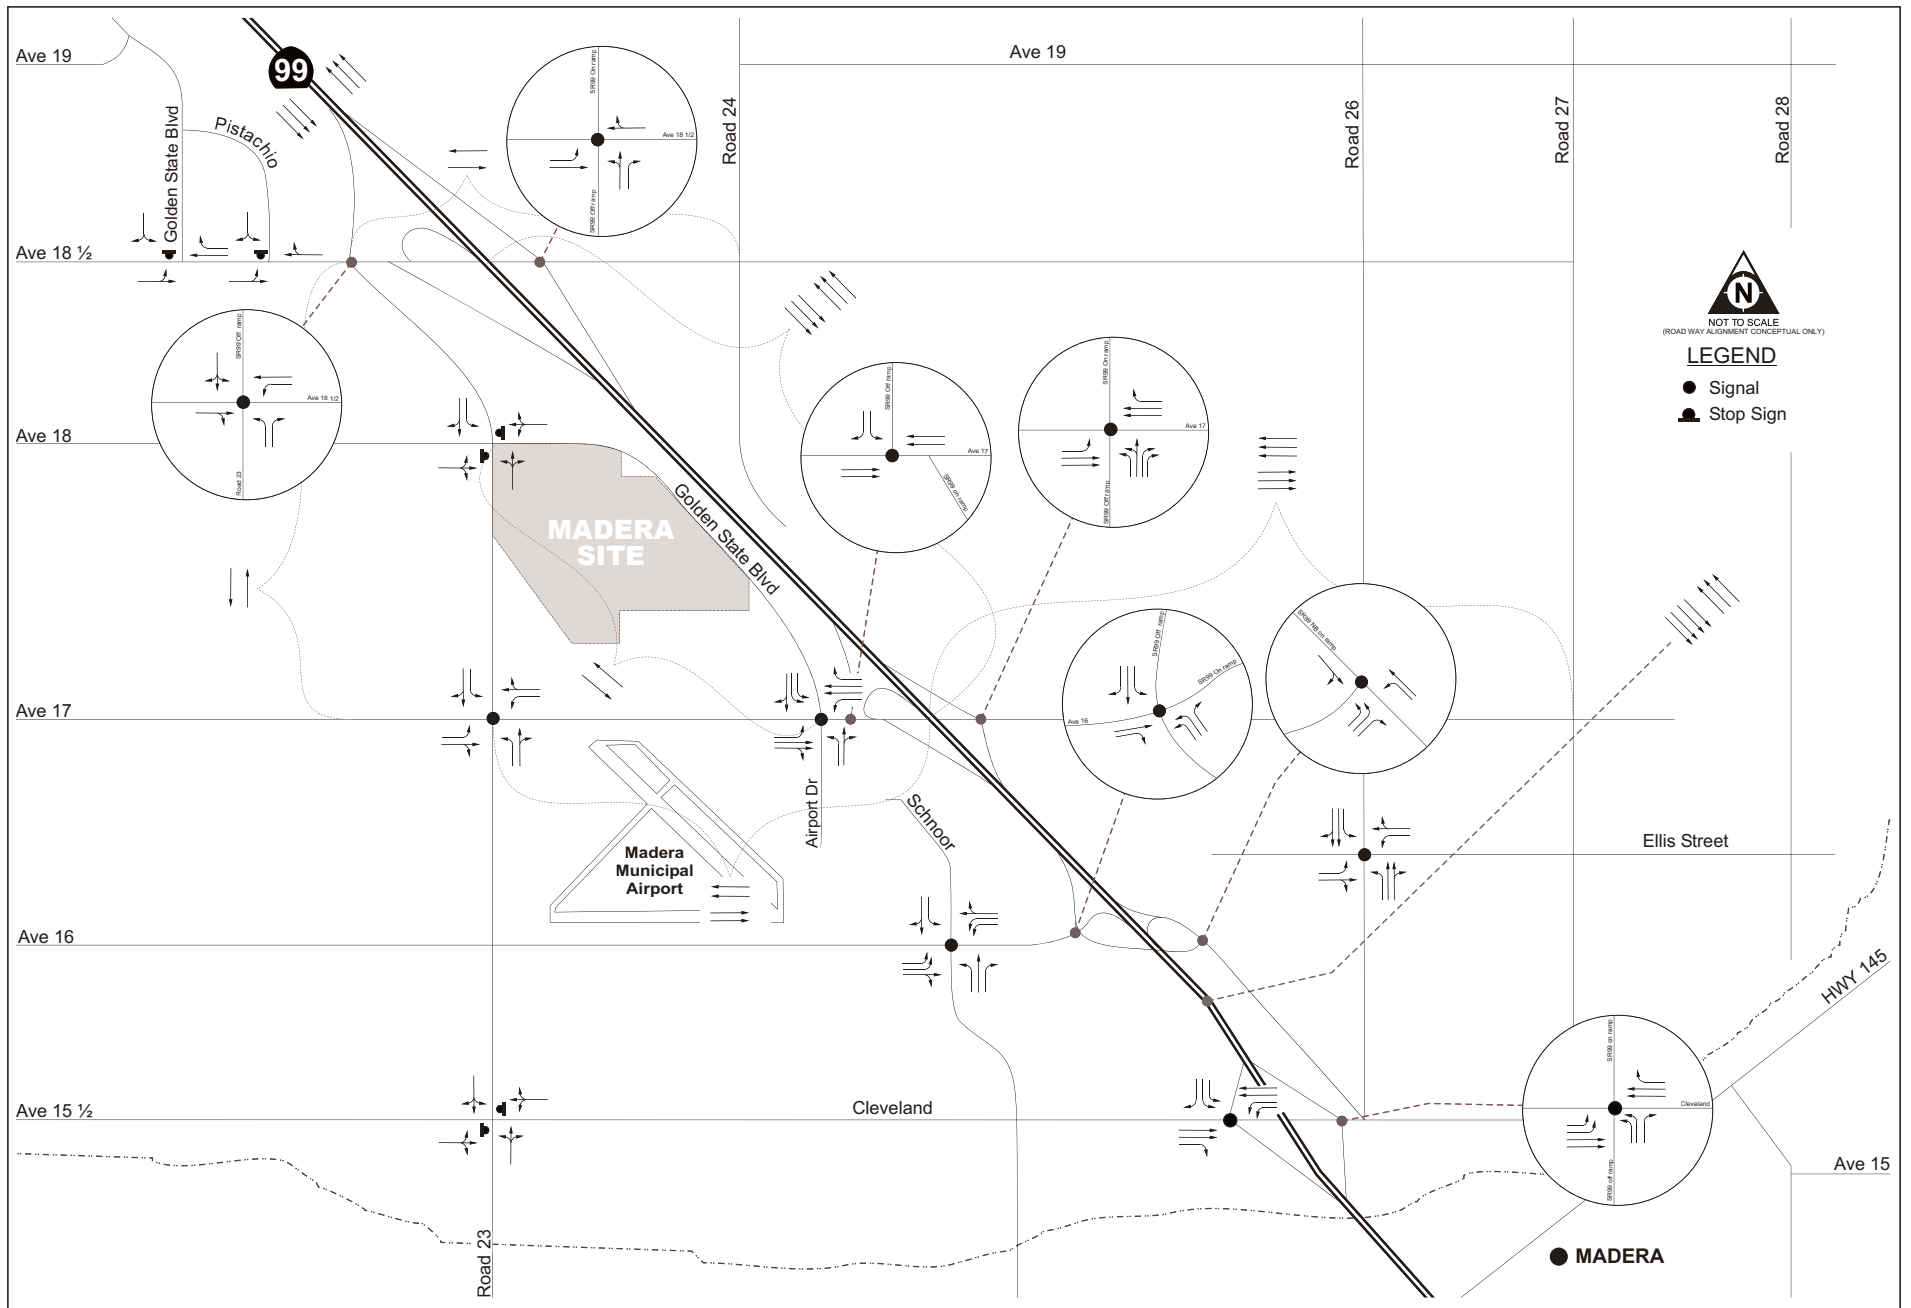 Ave 19
99
Ave 19
Golden State Blvd
Pistachio
Road 24
Road 26
Road 27
Road 28
SR99 On ramp
Ave 18 1/2
SR99 Off ramp
Ave 18 ½
N
NOT TO SCALE
(ROAD WAY ALIGNMENT CONCEPTUAL ONLY)
LEGEND
Signal
Stop Sign
SR99 Off ramp
Ave 18 1/2
Road 23
SR99 Off ramp
Ave 17
SR99 on ramp
SR99 On ramp
Ave 17
SR99 Off ramp
Ave 18
MADERA
SITE
Golden State Blvd
SR99 Off ramp
SR99 On ramp
Ave 16
SR99 NB on ramp
Ave 17
Airport Dr
Schnoor
Madera
Municipal
Airport
Ellis Street
Ave 16
HWY 145
SR99 on ramp
Cleveland
SR99 off ramp
Ave 15 ½
Cleveland
Ave 15
Road 23
MADERA